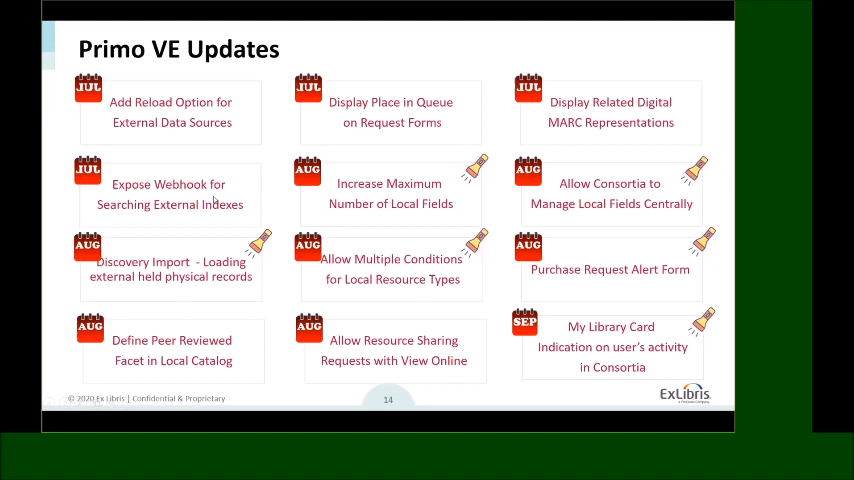 Primo VE Updates
JUL
Add Reload Option for
External Data Sources
JUL
Display Place in Queue
on Request Forms
JUL
Display Related Digital
MARC Representations
JUL
Expose Webhook for
Searching External Indexes
AUG
Increase Maximum
Number of Local Fields
AUG
Allow Consortia to
Manage Local Fields Centrally
AUG
Discovery Import - Loading
external held physical records
AUG
Allow Multiple Conditions
for Local Resource Types
AUG
Purchase Request Alert Form
AUG
Define Peer Reviewed
Facet in Local Catalog
AUG
Allow Resource Sharing
Requests with View Online
SEP
My Library Card
Indication on user's activity
in Consortia
© 2020 Ex Libris | Confidential & Proprietary
14
ExLibris